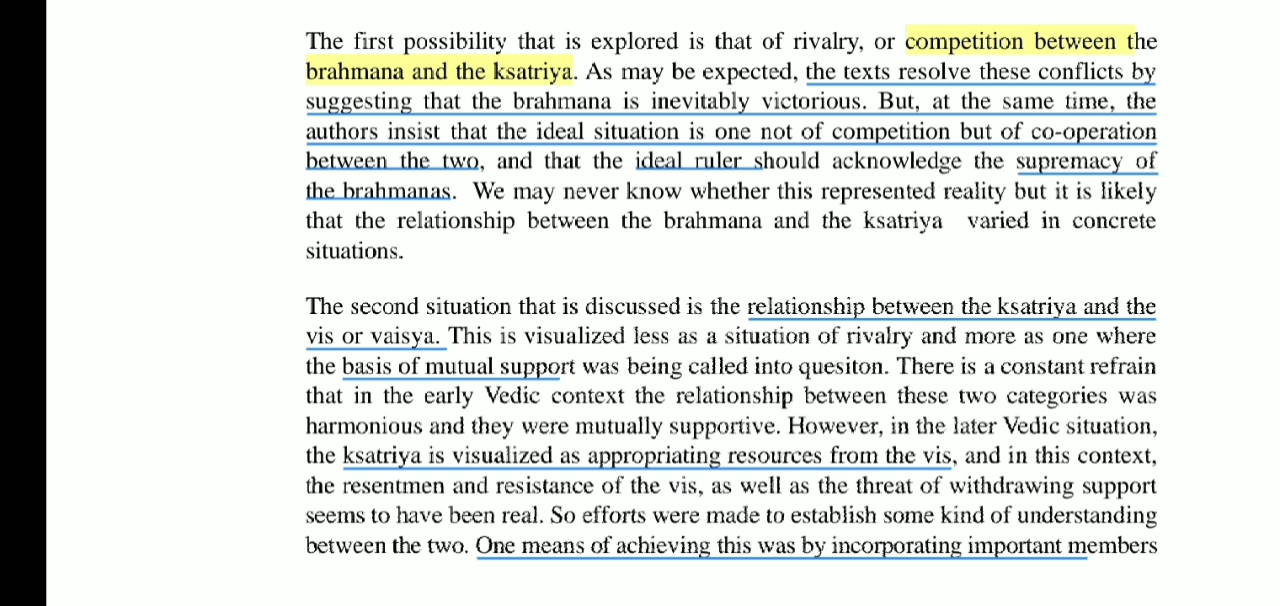 The first possibility that is explored is that of rivalry, or competition between the
brahmana and the ksatriya. As may be expected, the texts resolve these conflicts by
suggesting that the brahmana is inevitably victorious. But, at the same time, the
authors insist that the ideal situation is one not of competition but of co-operation
between the two, and that the ideal ruler should acknowledge the supremacy of
the brahmanas. We may never know whether this represented reality but it is likely
that the relationship between the brahmana and the ksatriya varied in concrete
situations.
The second situation that is discussed is the relationship between the ksatriya and the
vis or vaisya. This is visualized less as a situation of rivalry and more as one where
the basis of mutual support was being called into quesiton. There is a constant refrain
that in the early Vedic context the relationship between these two categories was
harmonious and they were mutually supportive. However, in the later Vedic situation,
the ksatriya is visualized as appropriating resources from the vis, and in this context,
the resentmen and resistance of the vis, as well as the threat of withdrawing support
seems to have been real. So efforts were made to establish some kind of understanding
between the two. One means of achieving this was by incorporating important members